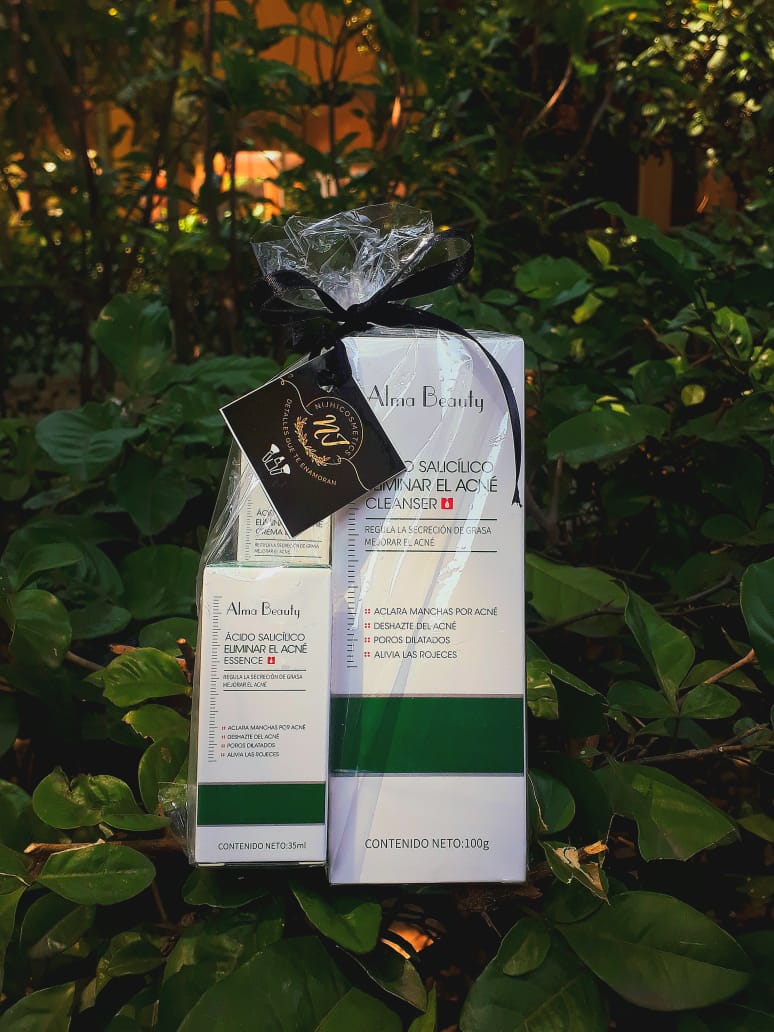 NIJHICOSMETICS
NJ
DETALLES QUE TE ENAMORAN
Alma Beauty
SALICÍLICO
ELIMINAR EL ACNÉ
CLEANSER
REGULA LA SECRECIÓN DE GRASA
MEJORAR EL ACNÉ
ACLARA MANCHAS POR ACNÉ
DESHAZTE DEL ACNÉ
POROS DILATADOS
ALIVIA LAS ROJECES
CONTENIDO NETO:100g
Alma Beauty
ÁCIDO SALICÍLICO
ELIMINAR EL ACNÉ
ESSENCE
REGULA LA SECRECIÓN DE GRASA
MEJORAR EL ACNÉ
ACLARA MANCHAS POR ACNÉ
DESHAZTE DEL ACNÉ
POROS DILATADOS
ALIVIA LAS ROJECES
CONTENIDO NETO:35ml